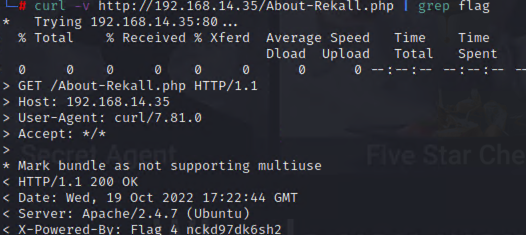 └─# curl -v http://192.168.14.35/About-Rekall.php | grep flag
*   Trying 192.168.14.35:80...
  % Total    % Received % Xferd  Average Speed   Time    Time
                                 Dload  Upload   Total   Spent
  0     0    0     0    0     0      0      0 --:--:-- --:--:--
> GET /About-Rekall.php HTTP/1.1
> Host: 192.168.14.35
> User-Agent: curl/7.81.0
> Accept: */*
>
Secret Agent Five Star Che
* Mark bundle as not supporting multiuse
< HTTP/1.1 200 OK
< Date: Wed, 19 Oct 2022 17:22:44 GMT
< Server: Apache/2.4.7 (Ubuntu)
< X-Powered-By: Flag 4 nckd97dk6sh2